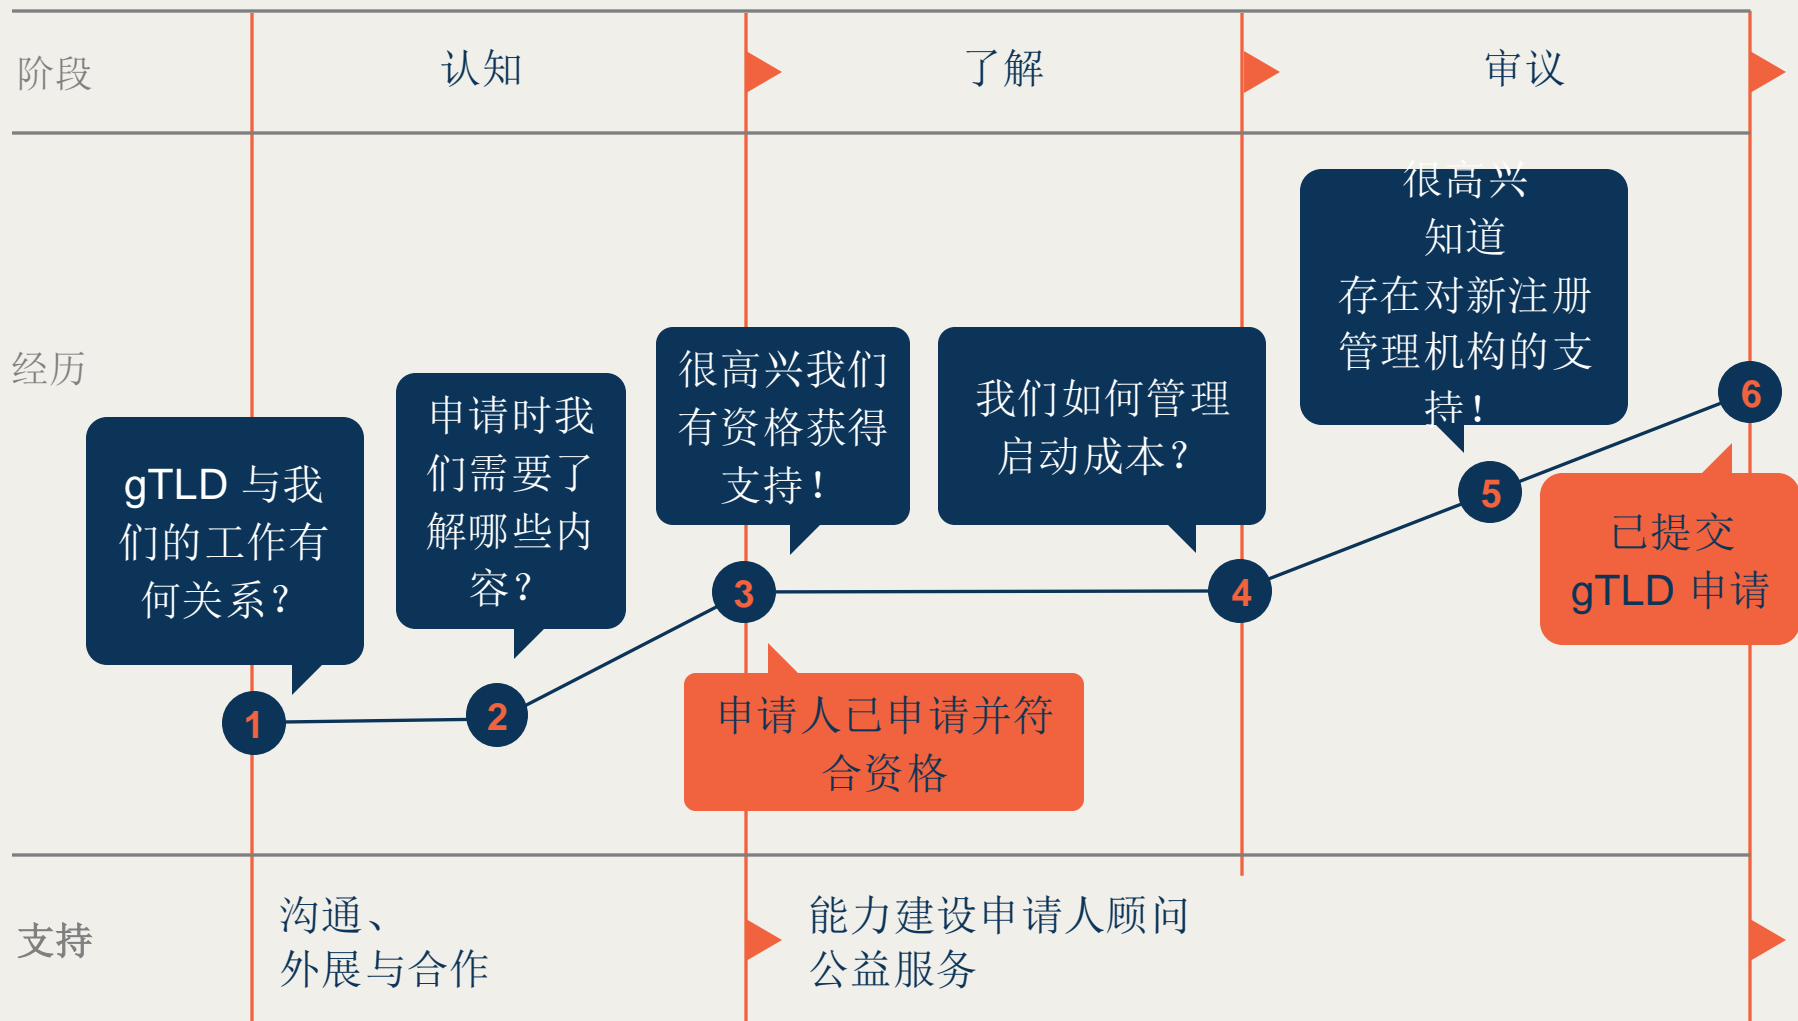 阶段
认知
了解
审议
经历
gTLD 与我
们的工作有
何关系？
申请时我
们需要了
解哪些内
容？
很高兴我们
有资格获得
支持！
我们如何管理
启动成本？
很高兴
知道
存在对新注册
管理机构的支
持！
1
2
3
4
5
6
申请人已申请并符
合资格
已提交
gTLD 申请
支持
沟通、
外展与合作
能力建设申请人顾问
公益服务